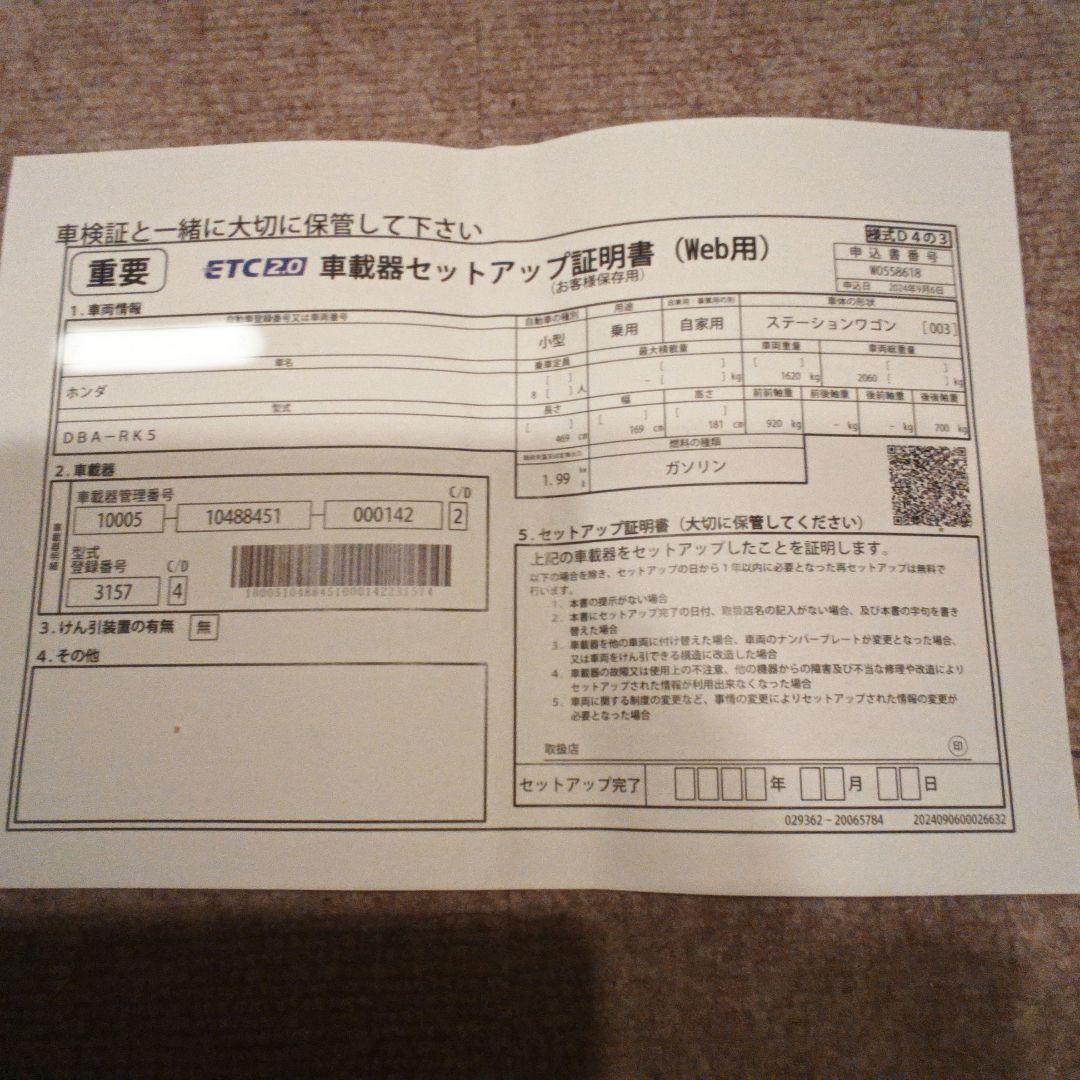 車検証と一緒に大切に保管して下さい
様式D4の3
重要 ETC2.0 車載器セットアップ証明書 (Web用)
(お客様保存用)
申込書番号
W0558618
申込日 2024年9月6日
1.車両情報
自動車登録番号又は車両番号
自動車の種別 用途 自家用・事業用の別 車体の形状
小型 乗用 自家用 ステーションワゴン [003]
車名
ホンダ
乗車定員 最大積載量 車両重量 車両総重量
[ ] [ ] [ ] [ ]
8 [ ]人 - [ ]kg 1620 kg 2060 [ ]kg
型式
DBA-RK5
長さ 幅 高さ 前前軸重 前後軸重 後前軸重 後後軸重
[ ] [ ] [ ]
469 cm 169 cm 181 cm 920 kg - kg - kg 700 kg
燃料の種類
1.99 kw ℓ ガソリン
2.車載器
車載器管理番号 C/D
10005-10488451-000142 2
型式
登録番号 C/D
3157 4
3.けん引装置の有無 無
4.その他
5.セットアップ証明書(大切に保管してください)
上記の車載器をセットアップしたことを証明します。
以下の場合を除き、セットアップの日から1年以内に必要となった再セットアップは無料で
行います。
1. 本書の提示がない場合
2. 本書にセットアップ完了の日付、取扱店名の記入がない場合、及び本書の字句を書き
替えた場合
3. 車載器を他の車両に付け替えた場合、車両のナンバープレートが変更となった場合、
又は車両をけん引できる構造に改造した場合
4. 車載器の故障又は使用上の不注意、他の機器からの障害及び不当な修理や改造により
セットアップされた情報が利用出来なくなった場合
5. 車両に関する制度の変更など、事情の変更によりセットアップされた情報の変更が
必要となった場合
取扱店 印
セットアップ完了 年 月 日
029362-20065784 2024090600026632